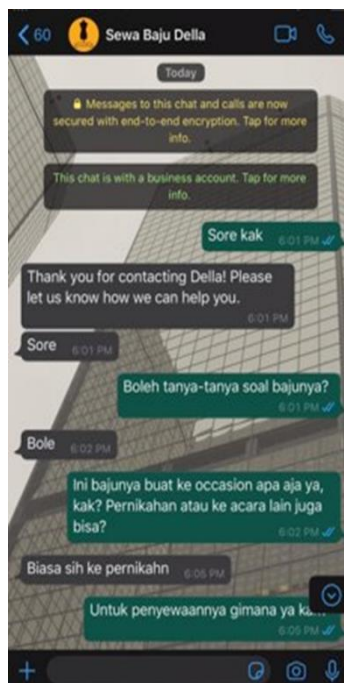 60
Sewa Baju Della
Today
Messages to this chat and calls are now
secured with end-to-end encryption. Tap for more
info.
This chat is with a business account. Tap for more
info.
Sore kak 6:01 PM
Thank you for contacting Della! Please
let us know how we can help you.
6:01 PM
Sore 6:01 PM
Boleh tanya-tanya soal bajunya?
6:01 PM
Bole 6:02 PM
Ini bajunya buat ke occasion apa aja ya,
kak? Pernikahan atau ke acara lain juga
bisa?
6:02 PM
Biasa sih ke pernikahn 6:05 PM
Untuk penyewaannya gimana ya ka...
6:05 PM